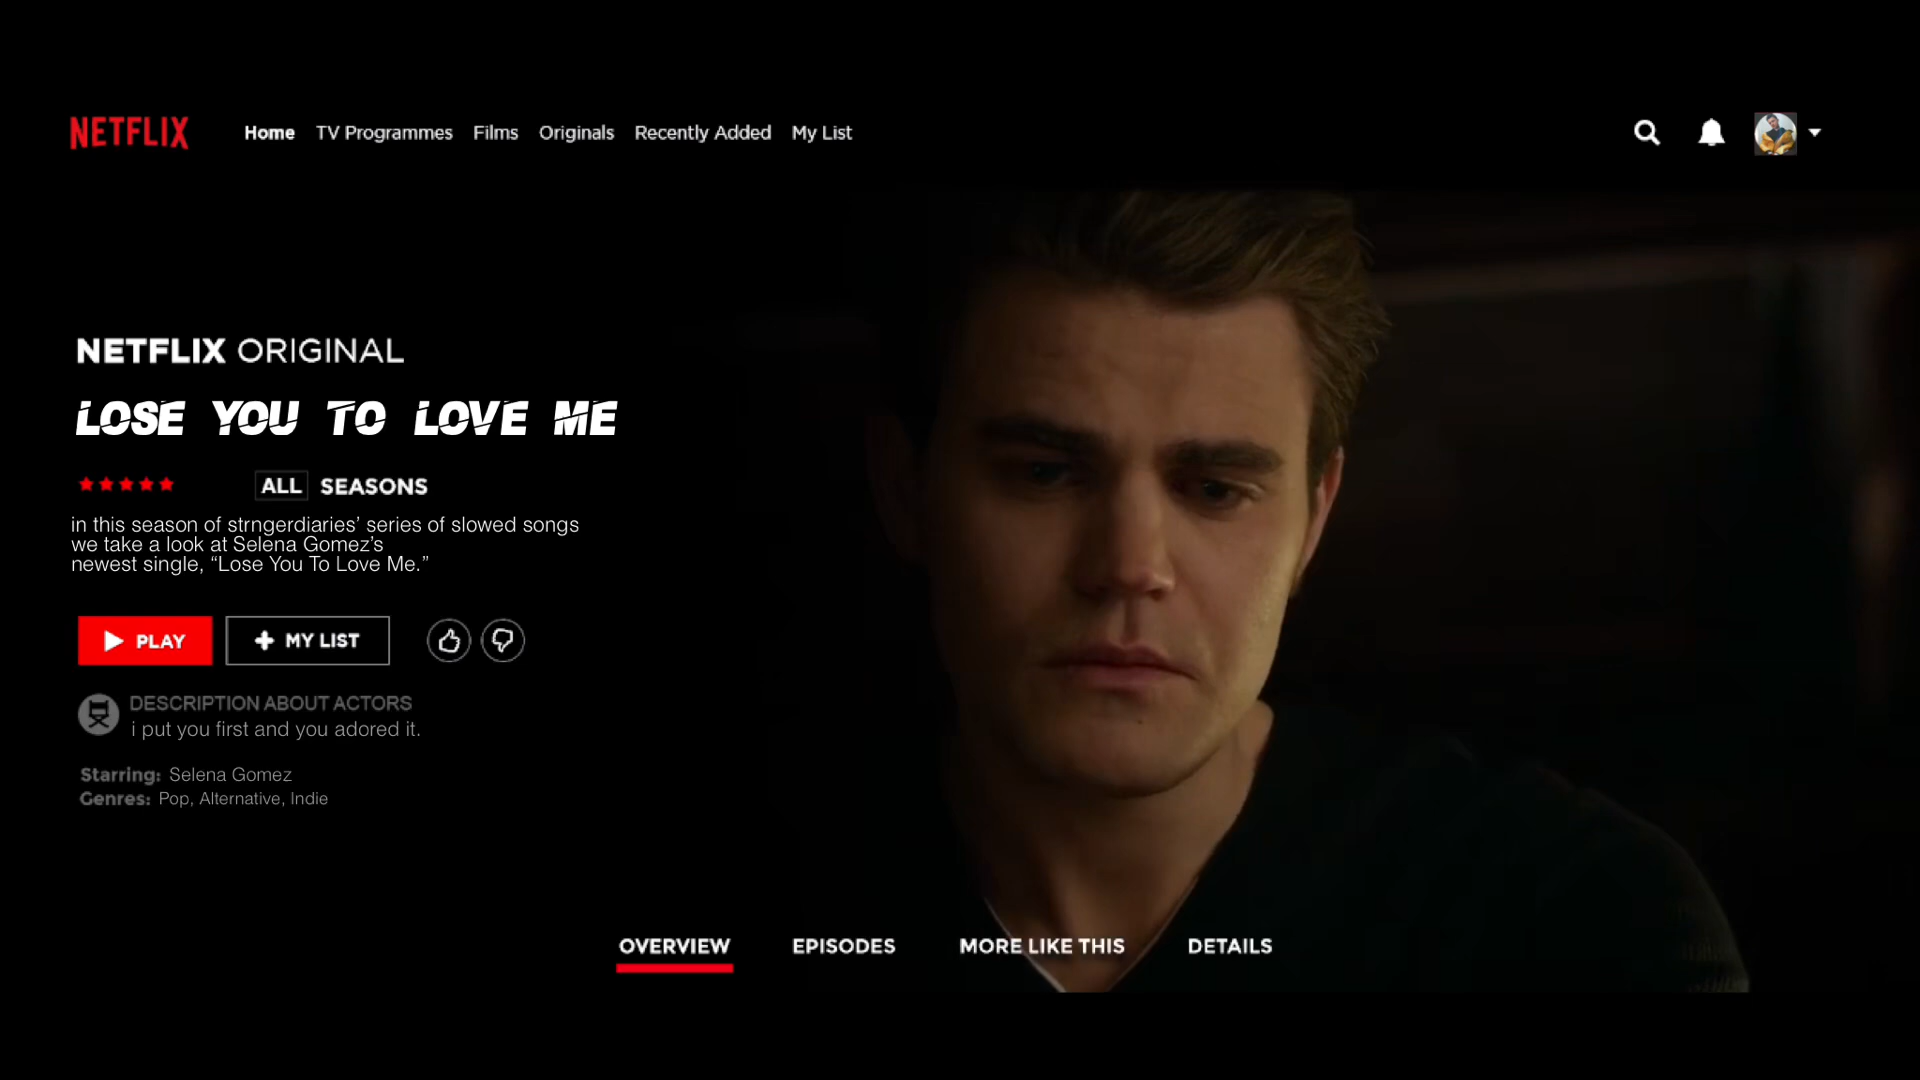 NETFLIX
Home TV Programmes Films Originals Recently Added My List
NETFLIX ORIGINAL
LOSE YOU TO LOVE ME
ALL SEASONS
in this season of strngerdiaries’ series of slowed songs
we take a look at Selena Gomez’s
newest single, “Lose You To Love Me.”
PLAY
MY LIST
DESCRIPTION ABOUT ACTORS
i put you first and you adored it.
Starring: Selena Gomez
Genres: Pop, Alternative, Indie
OVERVIEW EPISODES MORE LIKE THIS DETAILS